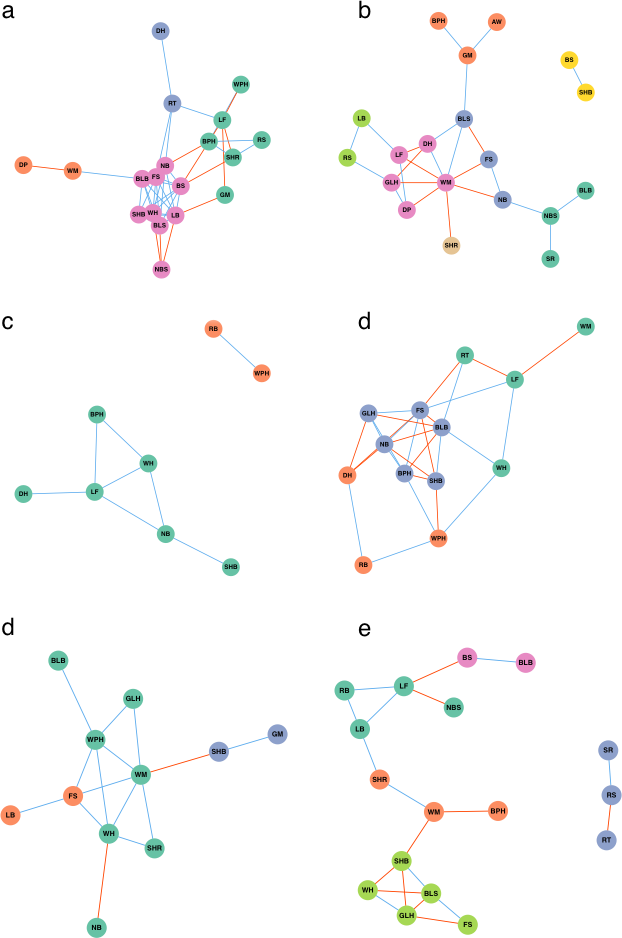 a
DH
RT
WPH
LF
BPH
RS
SHR
NB
DP
WM
BLB
FS
BS
GM
SHB
WH
LB
BLS
NBS
b
BPH
AW
GM
BS
SHB
LB
BLS
DH
RS
LF
FS
GLH
WM
NB
BLB
DP
NBS
SHR
SR
c
RB
WPH
BPH
WH
DH
LF
NB
SHB
d
WM
RT
LF
GLH
FS
BLB
NB
WH
DH
BPH
SHB
WPH
RB
d
BLB
GLH
WPH
GM
SHB
WM
FS
LB
WH
SHR
NB
e
BS
BLB
RB
LF
NBS
LB
SR
SHR
RS
WM
BPH
RT
SHB
WH
BLS
GLH
FS